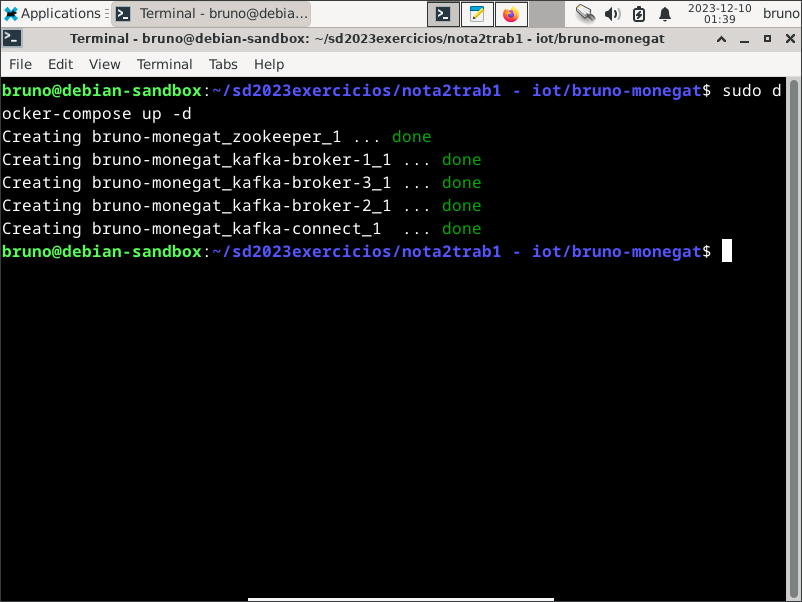 Applications
Terminal - bruno@debia...
2023-12-10
01:39
bruno
Terminal - bruno@debian-sandbox: ~/sd2023exercicios/nota2trab1 - iot/bruno-monegat
File Edit View Terminal Tabs Help
bruno@debian-sandbox:~/sd2023exercicios/nota2trab1 - iot/bruno-monegat$ sudo d
ocker-compose up -d
Creating bruno-monegat_zookeeper_1 ... done
Creating bruno-monegat_kafka-broker-1_1 ... done
Creating bruno-monegat_kafka-broker-3_1 ... done
Creating bruno-monegat_kafka-broker-2_1 ... done
Creating bruno-monegat_kafka-connect_1  ... done
bruno@debian-sandbox:~/sd2023exercicios/nota2trab1 - iot/bruno-monegat$